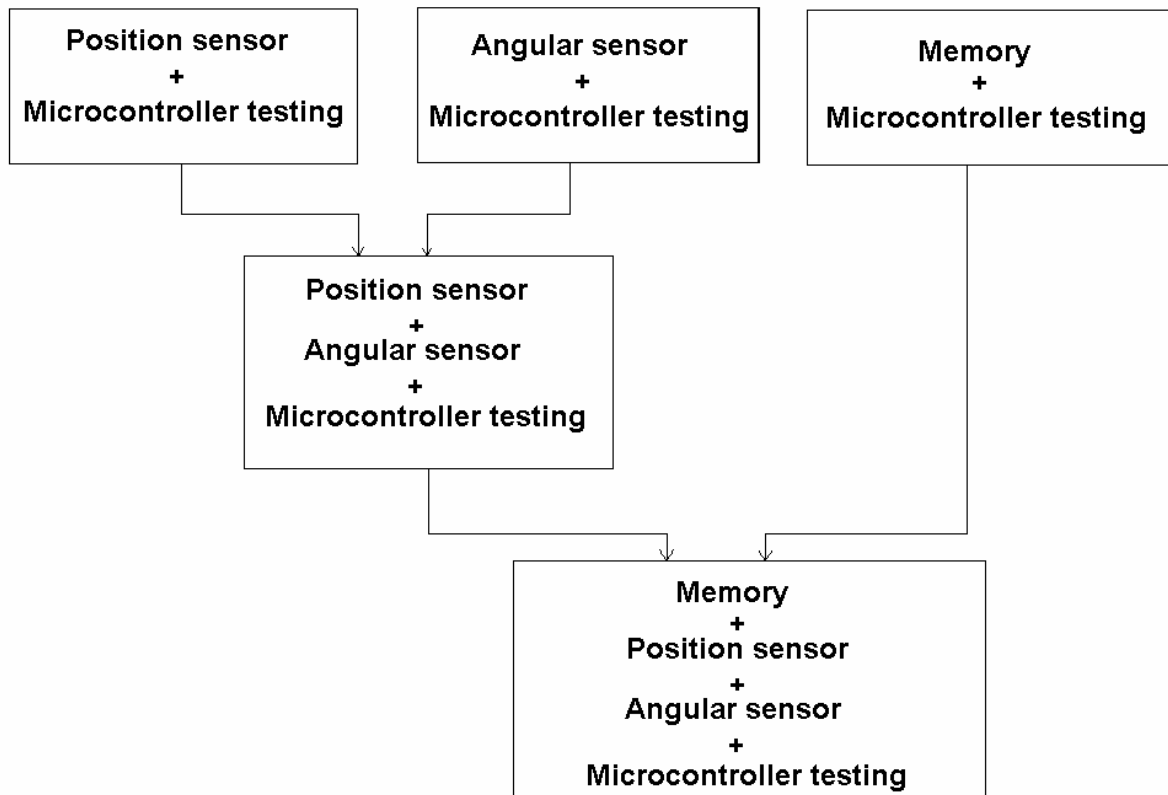 Position sensor
+
Microcontroller testing
Angular sensor
+
Microcontroller testing
Memory
+
Microcontroller testing
Position sensor
+
Angular sensor
+
Microcontroller testing
Memory
+
Position sensor
+
Angular sensor
+
Microcontroller testing